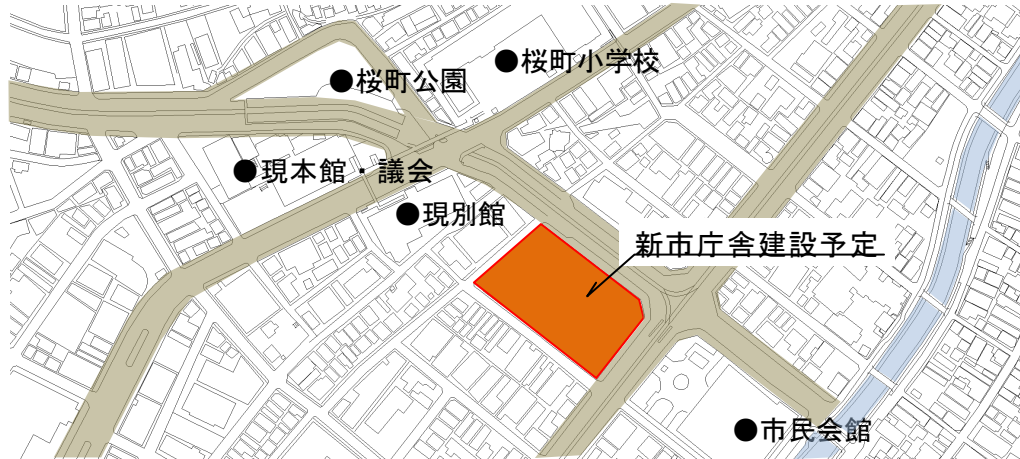 ●桜町小学校
●桜町公園
●現本館・議会
●現別館
新市庁舎建設予定
●市民会館